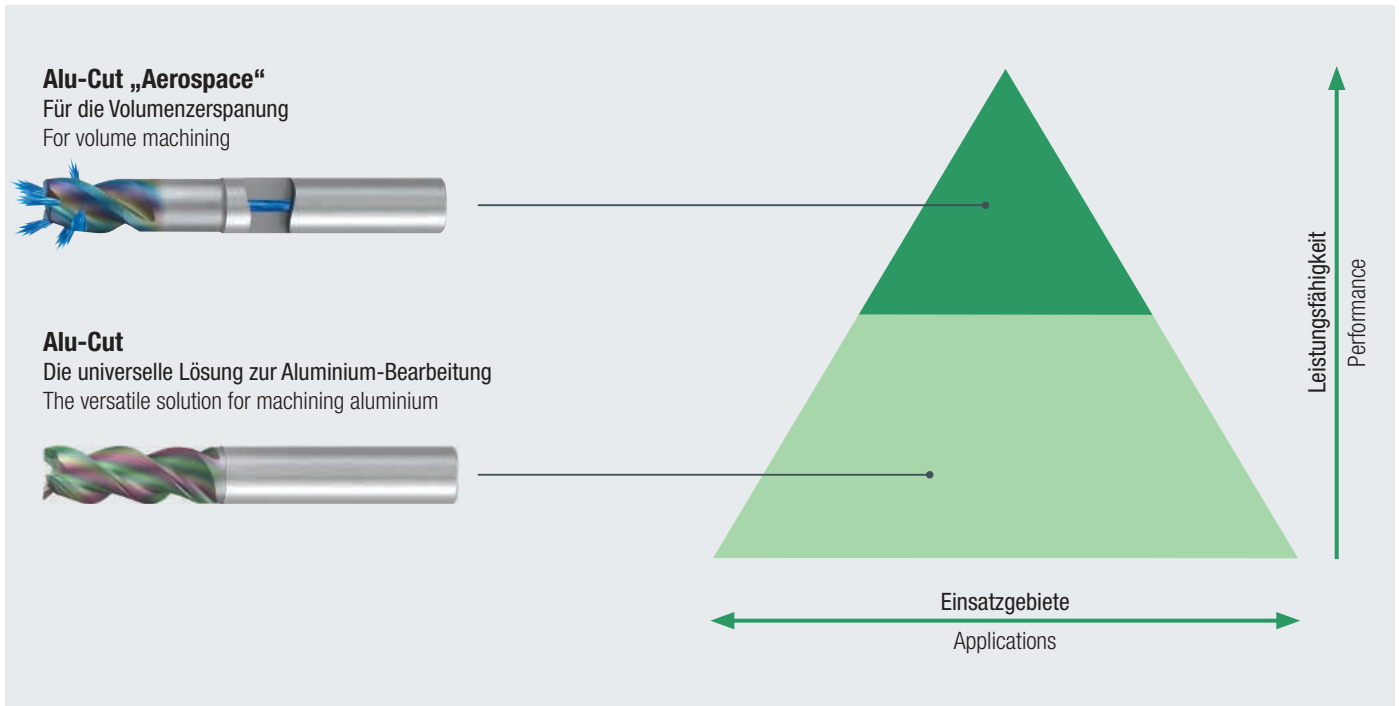 Alu-Cut „Aerospace“
Für die Volumenzerspanung
For volume machining
Alu-Cut
Die universelle Lösung zur Aluminium-Bearbeitung
The versatile solution for machining aluminium
Leistungsfähigkeit
Performance
Einsatzgebiete
Applications